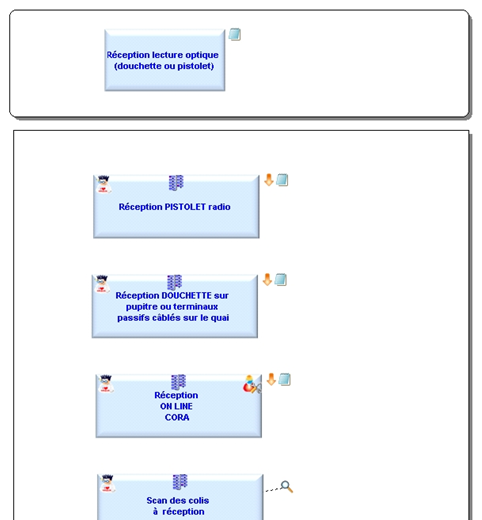 Réception lecture optique
(douchette ou pistolet)
Réception PISTOLET radio
Réception DOUCHETTE sur
pupitre ou terminaux
passifs câblés sur le quai
Réception
ON LINE
CORA
Scan des colis
à réception